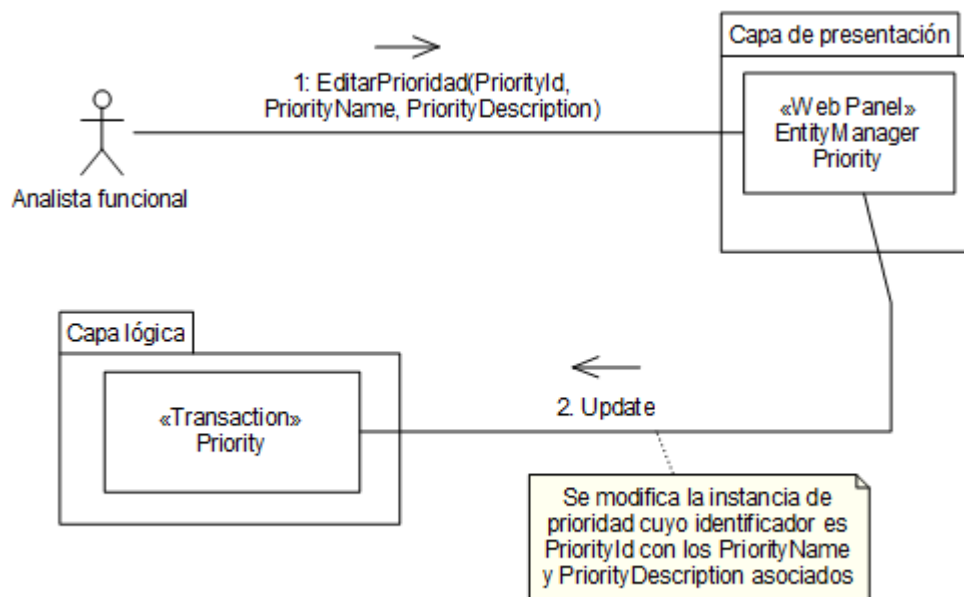 Capa de presentación
1: EditarPrioridad(PriorityId,
PriorityName, PriorityDescription)
«Web Panel»
EntityManager
Priority
Analista funcional
Capa lógica
«Transaction»
Priority
2. Update
Se modifica la instancia de
prioridad cuyo identificador es
PriorityId con los PriorityName
y PriorityDescription asociados